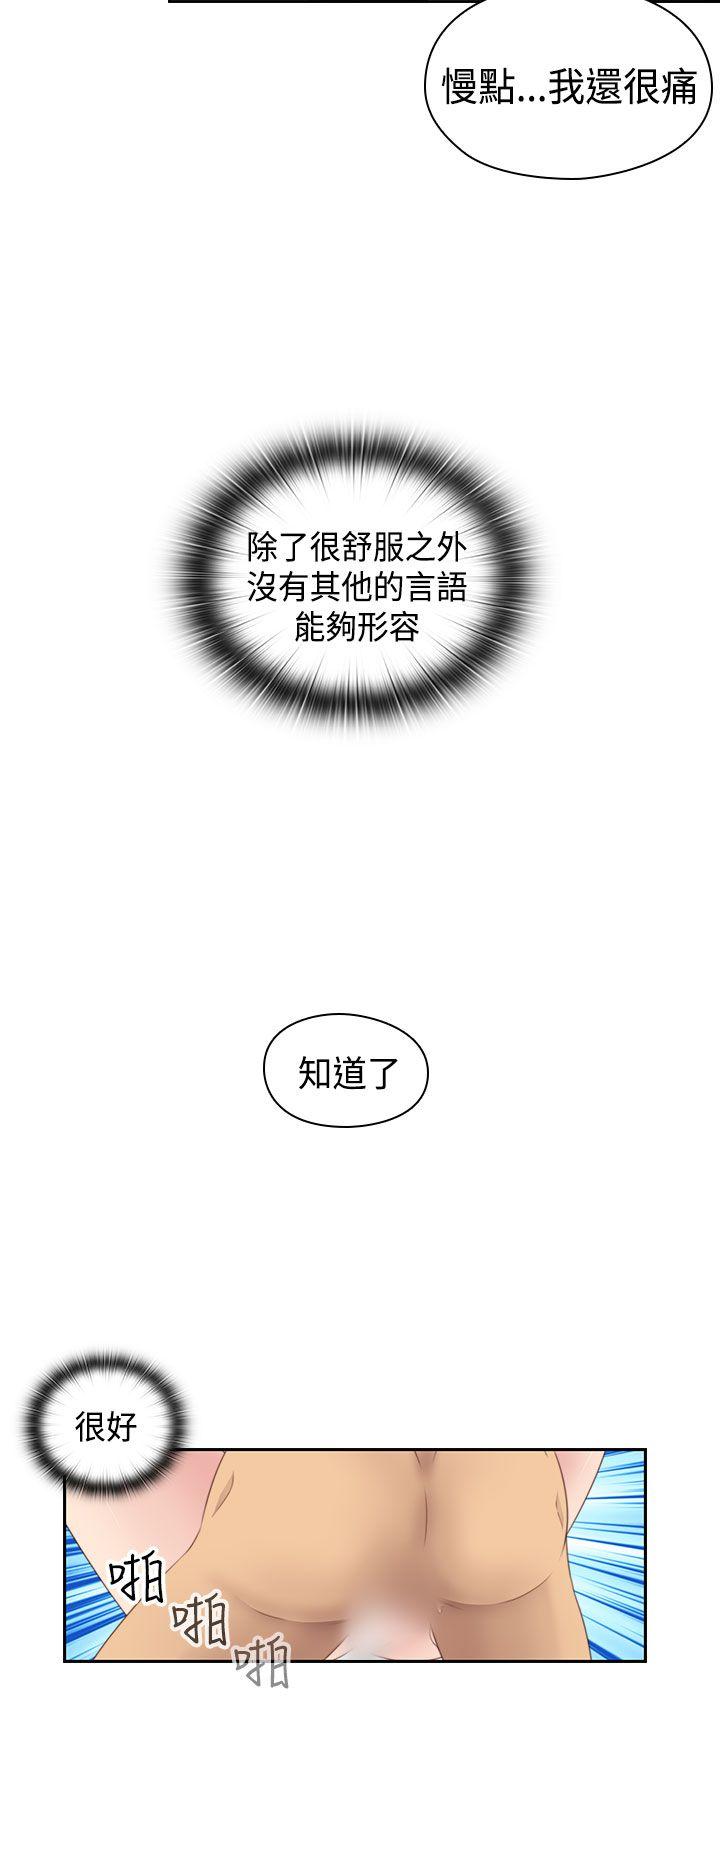 慢點...我還很痛
除了很舒服之外
沒有其他的言語
能夠形容
知道了
很好
啪
啪
啪